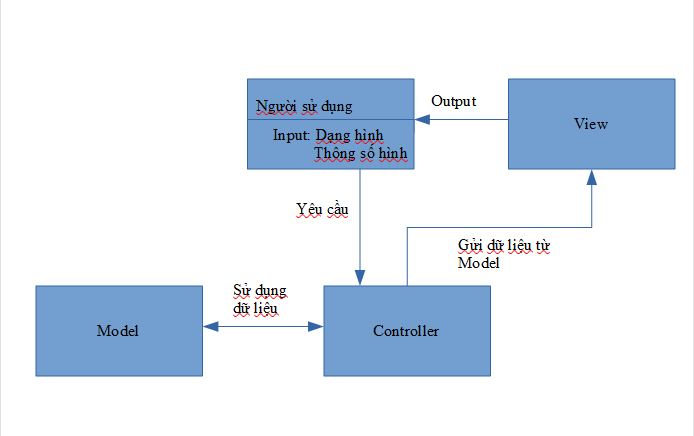 Người sử dụng
Output
View
Input: Dạng hình
Thông số hình
Yêu cầu
Gửi dữ liệu từ
Model
Sử dụng
dữ liệu
Model
Controller